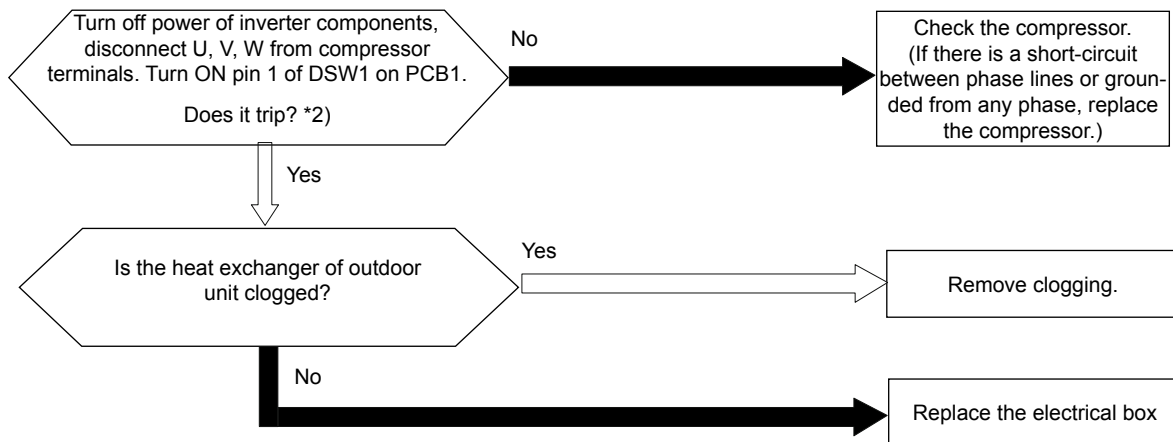 Turn off power of inverter components,
disconnect U, V, W from compressor
terminals. Turn ON pin 1 of DSW1 on PCB1.
Does it trip? *2)
No
Check the compressor.
(If there is a short-circuit
between phase lines or groun-
ded from any phase, replace
the compressor.)
Yes
Is the heat exchanger of outdoor
unit clogged?
Yes
Remove clogging.
No
Replace the electrical box